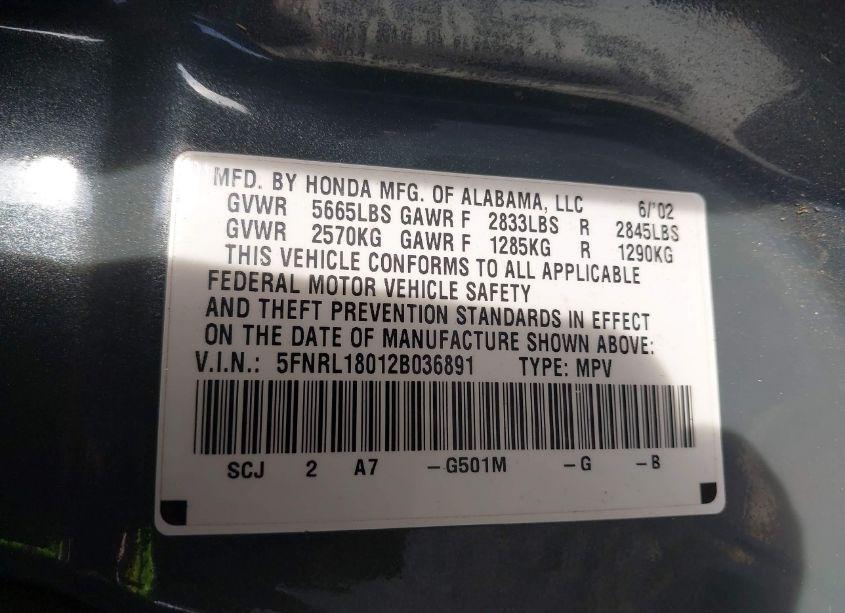 MFD. BY HONDA MFG. OF ALABAMA, LLC 6/'02
GVWR 5665LBS GAWR F 2833LBS R 2845LBS
GVWR 2570KG GAWR F 1285KG R 1290KG
THIS VEHICLE CONFORMS TO ALL APPLICABLE
FEDERAL MOTOR VEHICLE SAFETY
AND THEFT PREVENTION STANDARDS IN EFFECT
ON THE DATE OF MANUFACTURE SHOWN ABOVE:
V.I.N.: 5FNRL18012B036891 TYPE: MPV
SCJ 2 A7 -G501M -G -B